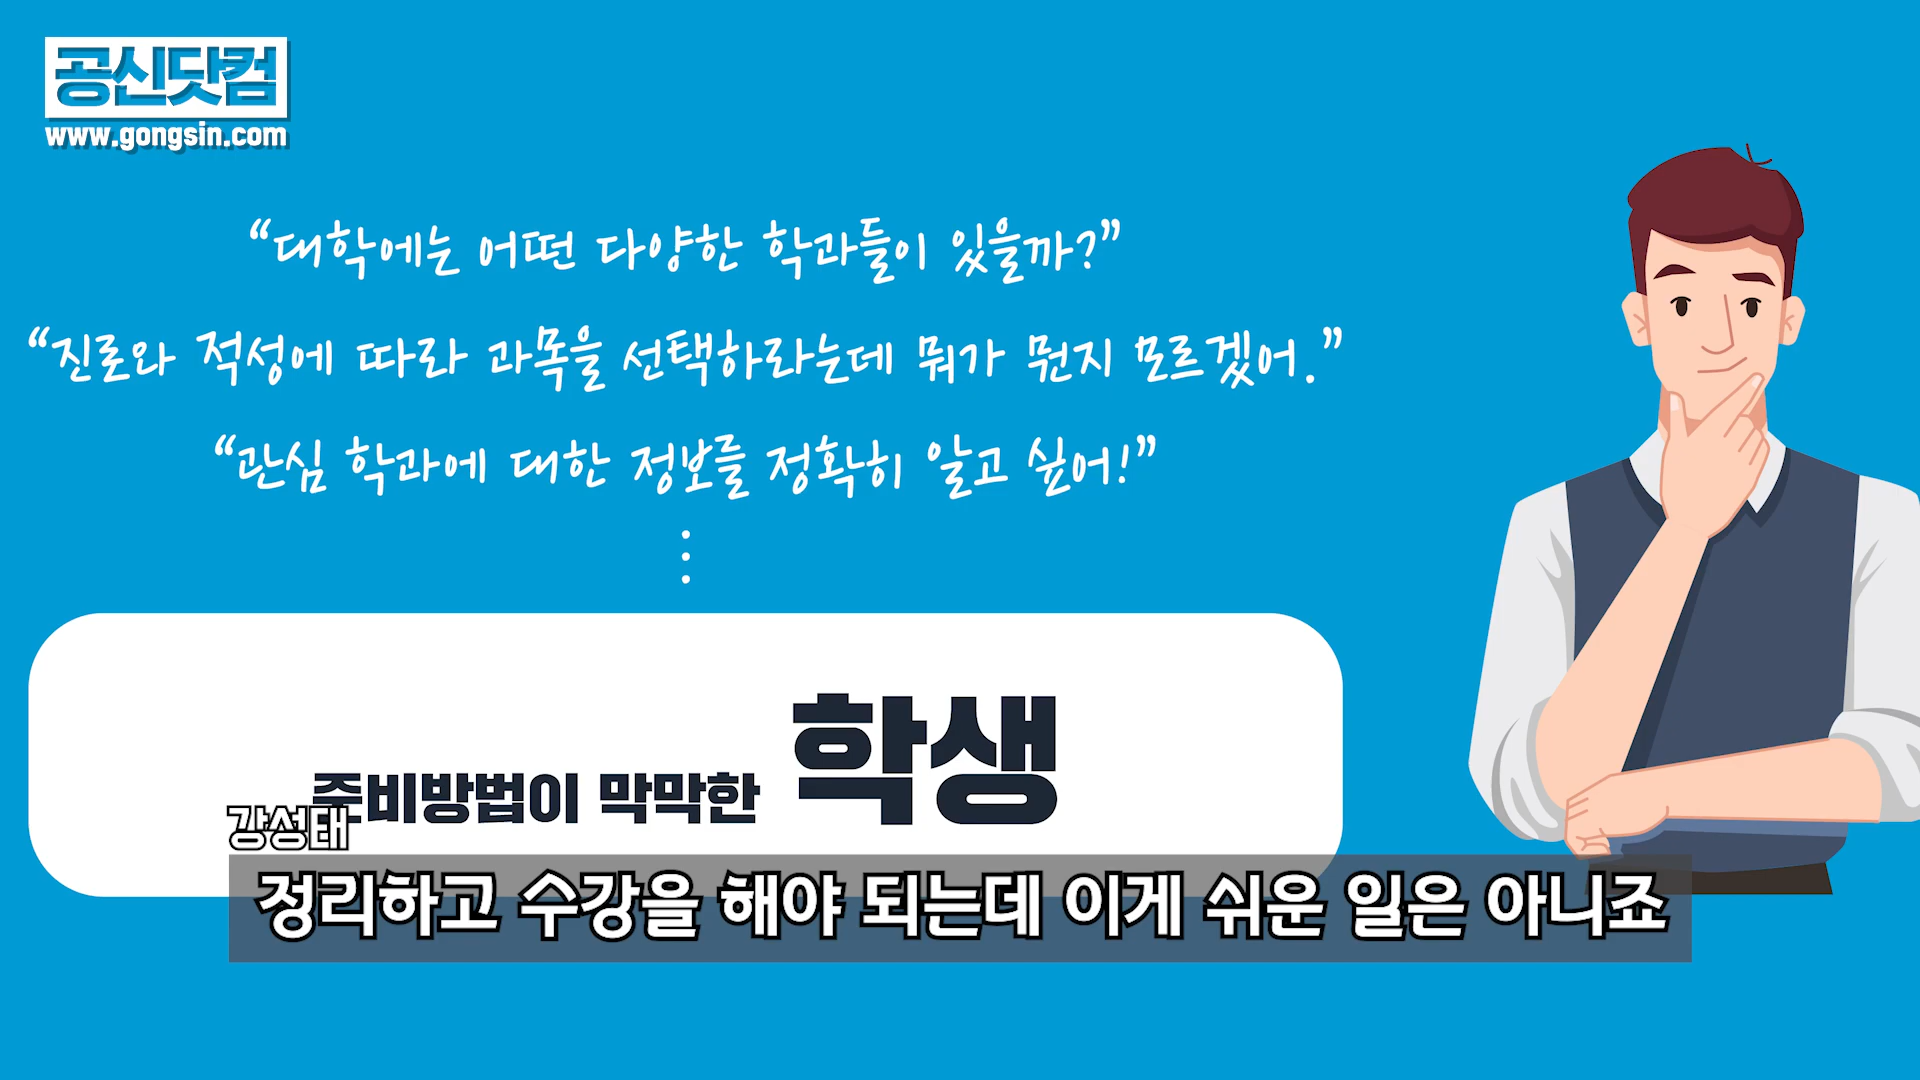 공신닷컴
www.gongsin.com
“대학에는 어떤 다양한 학과들이 있을까?”
“진로와 적성에 따라 과목을 선택하라는데 뭐가 뭔지 모르겠어.”
“관심 학과에 대한 정보를 정확히 알고 싶어!”
준비방법이 막막한 학생
강성태
정리하고 수강을 해야 되는데 이게 쉬운 일은 아니죠